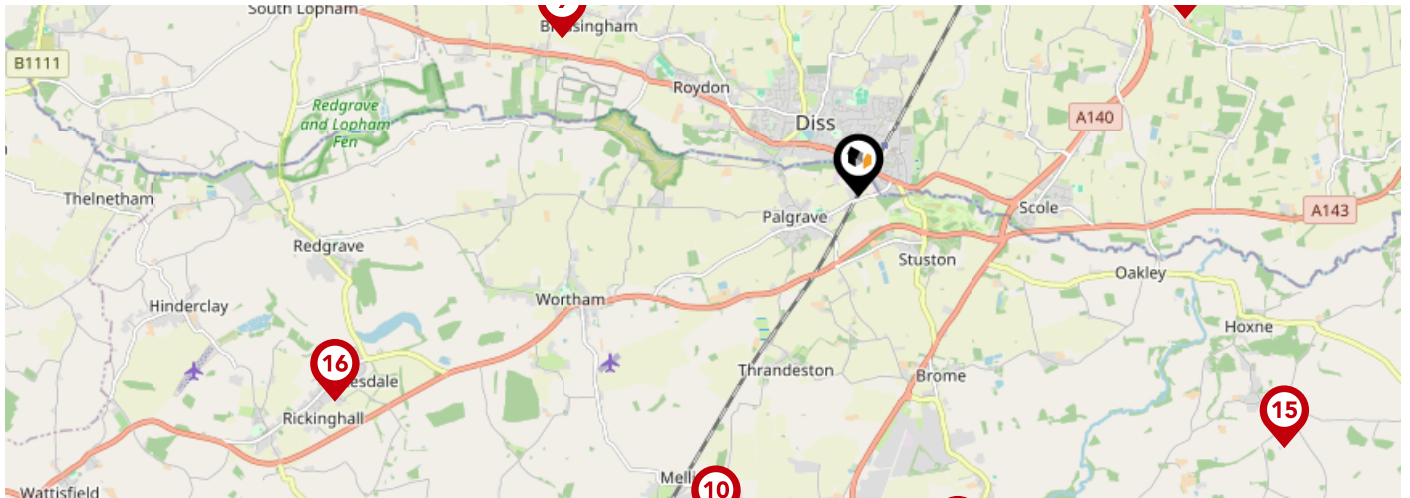 South Lopham
B1111
Roydon
Redgrave
and Lopham
Fen
Diss
A140
Thelnetham
Palgrave
Scole
A143
Redgrave
Stuston
Oakley
Hinderclay
Wortham
Hoxne
16
Thrandeston
Brome
Rickinghall
15
10
Wattisfield